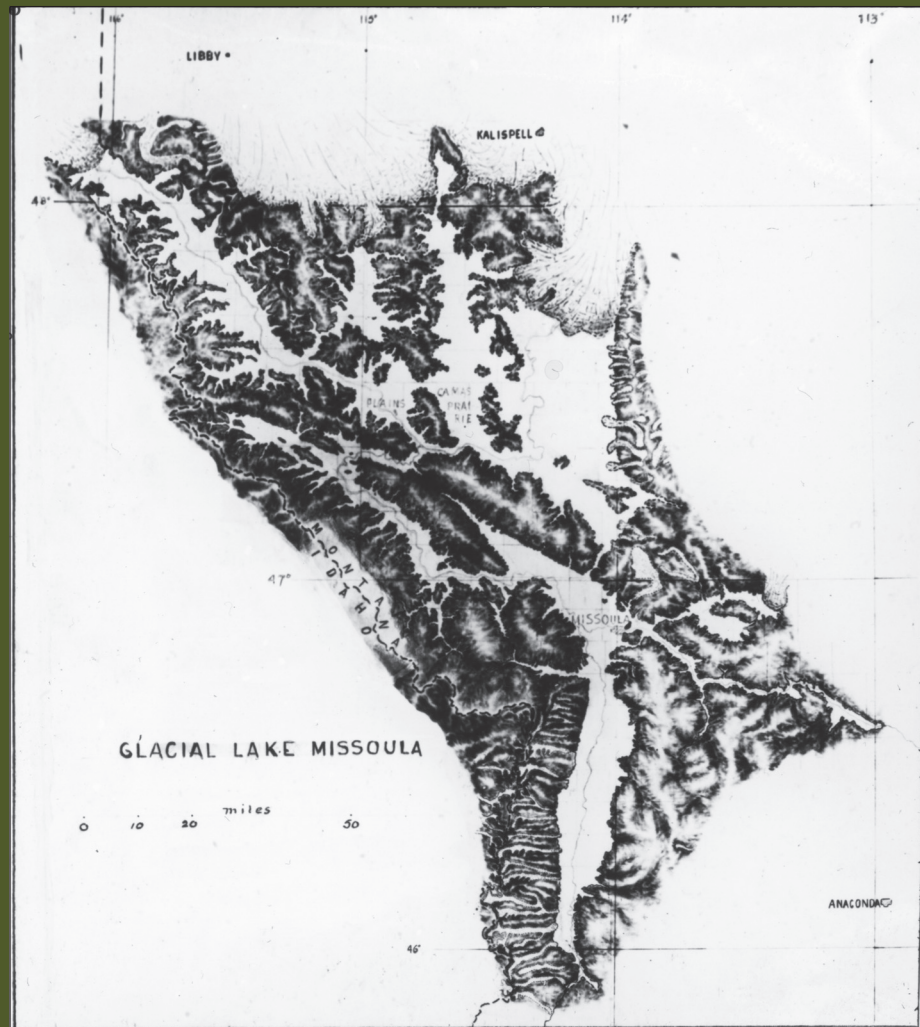 116°
115°
114°
113°
LIBBY
KALISPELL
48°
PLAINS
CAMAS
PRAI
RIE
MONTANA
IDAHO
47°
MISSOULA
GLACIAL LAKE MISSOULA
miles
0 10 20 50
ANACONDA
46°